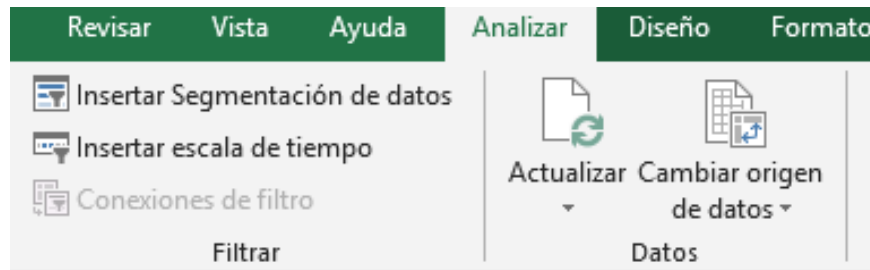 Revisar Vista Ayuda Analizar Diseño Formato
Insertar Segmentación de datos
Insertar escala de tiempo
Conexiones de filtro
Filtrar
Actualizar
Cambiar origen
de datos
Datos